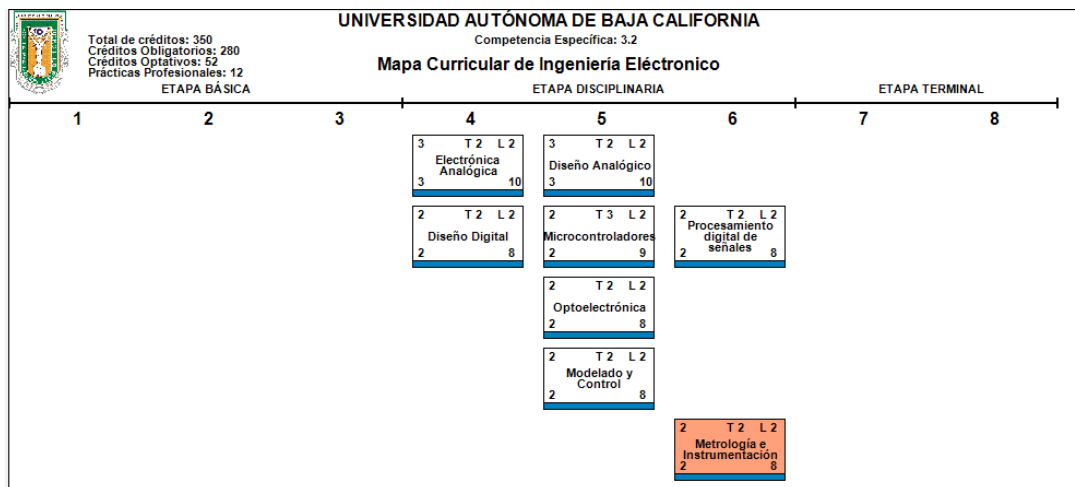 UNIVERSIDAD AUTÓNOMA DE BAJA CALIFORNIA
Total de créditos: 350
Competencia Específica: 3.2
Créditos Obligatorios: 280
Créditos Optativos: 52
Mapa Curricular de Ingeniería Eléctronico
Prácticas Profesionales: 12
ETAPA BÁSICA ETAPA DISCIPLINARIA ETAPA TERMINAL
1 2 3 4 5 6 7 8
3 T 2 L 2
Electrónica
Analógica
3 10
3 T 2 L 2
Diseño Analógico
3 10
2 T 2 L 2
Diseño Digital
2 8
2 T 3 L 2
Microcontroladores
2 9
2 T 2 L 2
Procesamiento
digital de
señales
2 8
2 T 2 L 2
Optoelectrónica
2 8
2 T 2 L 2
Modelado y
Control
2 8
2 T 2 L 2
Metrología e
Instrumentación
2 8